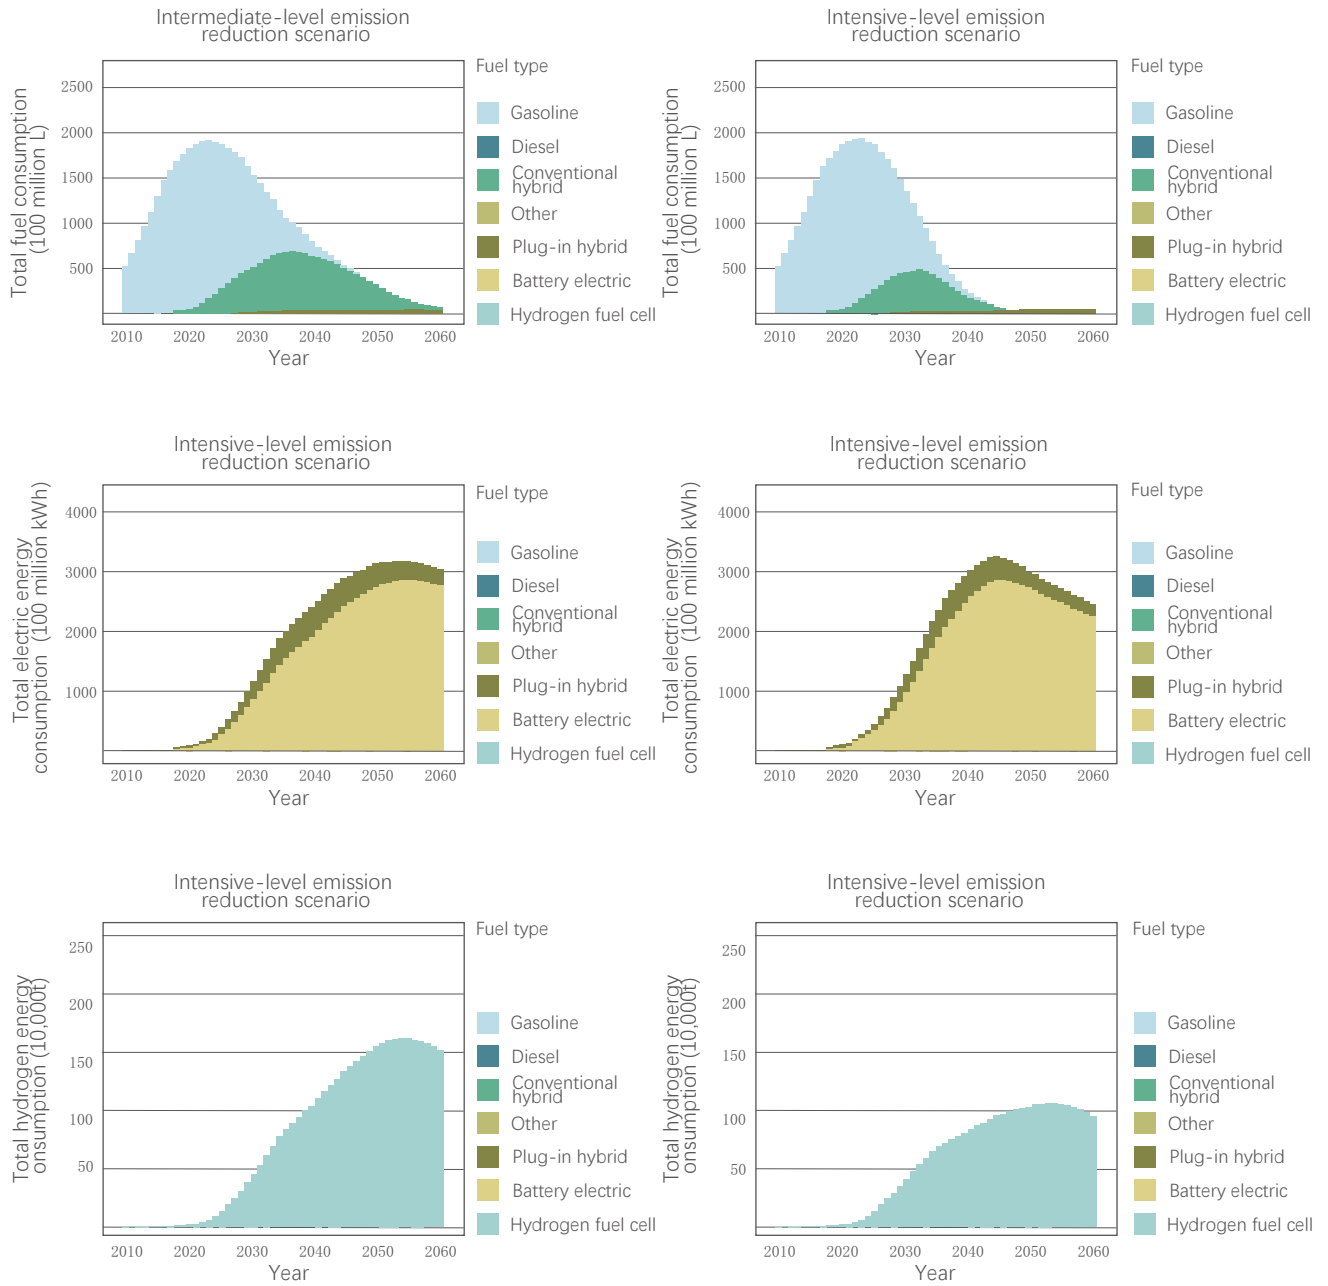 Intermediate-level emission
reduction scenario
Total fuel consumption
(100 million L)
2500
2000
1500
1000
500
2010 2020 2030 2040 2050 2060
Year
Fuel type
Gasoline
Diesel
Conventional
hybrid
Other
Plug-in hybrid
Battery electric
Hydrogen fuel cell
Intensive-level emission
reduction scenario
Total fuel consumption
(100 million L)
2500
2000
1500
1000
500
2010 2020 2030 2040 2050 2060
Year
Fuel type
Gasoline
Diesel
Conventional
hybrid
Other
Plug-in hybrid
Battery electric
Hydrogen fuel cell
Intensive-level emission
reduction scenario
Total electric energy
consumption (100 million kWh)
4000
3000
2000
1000
2010 2020 2030 2040 2050 2060
Year
Fuel type
Gasoline
Diesel
Conventional
hybrid
Other
Plug-in hybrid
Battery electric
Hydrogen fuel cell
Intensive-level emission
reduction scenario
Total electric energy
consumption (100 million kWh)
4000
3000
2000
1000
2010 2020 2030 2040 2050 2060
Year
Fuel type
Gasoline
Diesel
Conventional
hybrid
Other
Plug-in hybrid
Battery electric
Hydrogen fuel cell
Intensive-level emission
reduction scenario
Total hydrogen energy
onsumption (10,000t)
250
200
150
100
50
2010 2020 2030 2040 2050 2060
Year
Fuel type
Gasoline
Diesel
Conventional
hybrid
Other
Plug-in hybrid
Battery electric
Hydrogen fuel cell
Intensive-level emission
reduction scenario
Total hydrogen energy
onsumption (10,000t)
250
200
150
100
50
2010 2020 2030 2040 2050 2060
Year
Fuel type
Gasoline
Diesel
Conventional
hybrid
Other
Plug-in hybrid
Battery electric
Hydrogen fuel cell